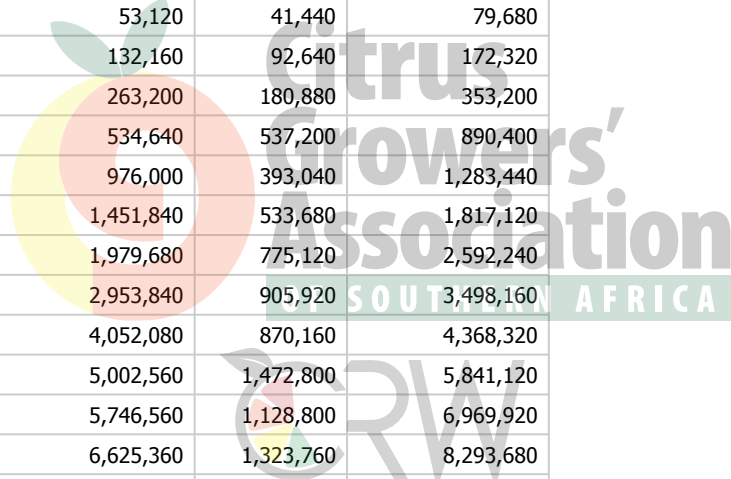 53,120 41,440 79,680
132,160 92,640 172,320
263,200 180,880 353,200
534,640 537,200 890,400
976,000 393,040 1,283,440
1,451,840 533,680 1,817,120
1,979,680 775,120 2,592,240
2,953,840 905,920 3,498,160
4,052,080 870,160 4,368,320
5,002,560 1,472,800 5,841,120
5,746,560 1,128,800 6,969,920
6,625,360 1,323,760 8,293,680
Citrus
Growers'
Association
OF SOUTHERN AFRICA
CRW